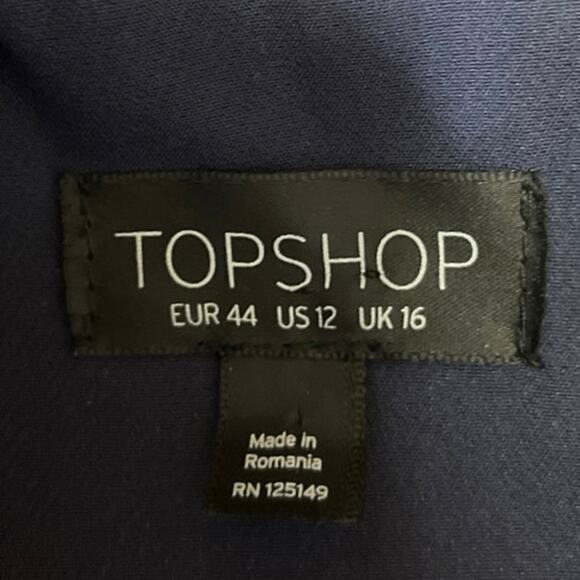 TOPSHOP
EUR 44 US 12 UK 16
Made in
Romania
RN 125149